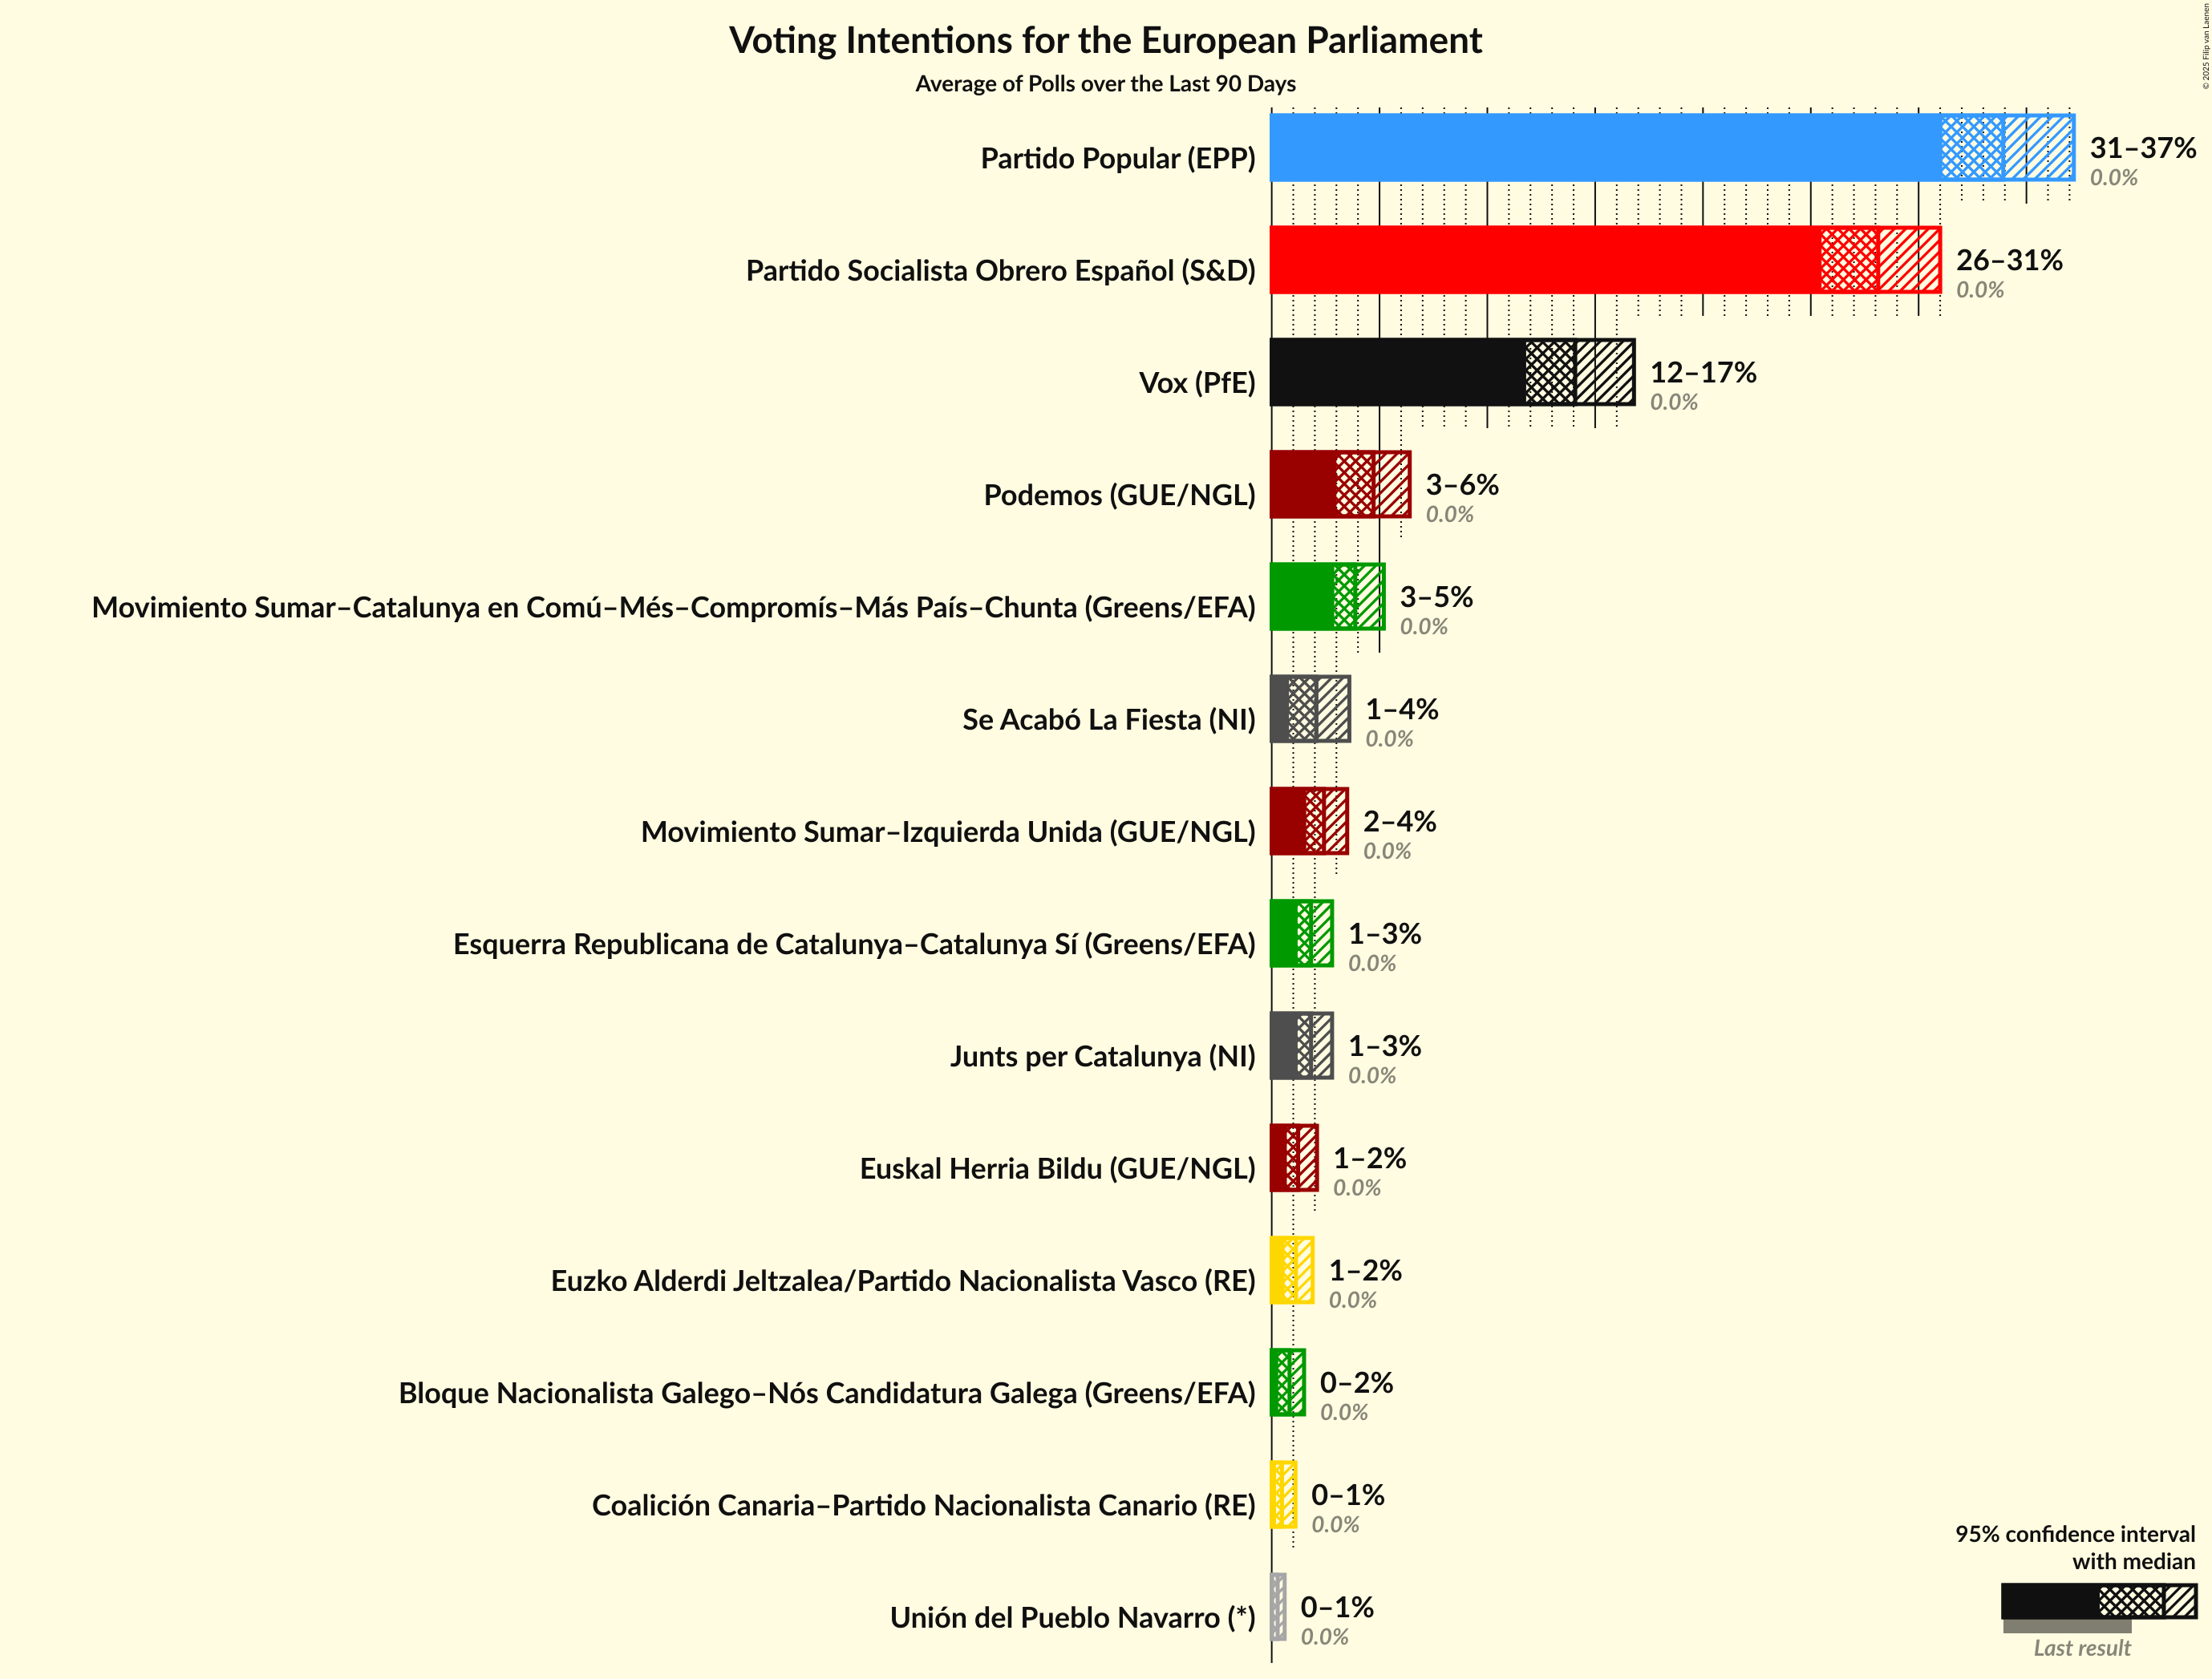 Voting Intentions for the European Parliament
Average of Polls over the Last 90 Days
© 2025 Filip van Laenen
Partido Popular (EPP)
31–37%
0.0%
Partido Socialista Obrero Español (S&D)
26–31%
0.0%
Vox (PfE)
12–17%
0.0%
Podemos (GUE/NGL)
3–6%
0.0%
Movimiento Sumar–Catalunya en Comú–Més–Compromís–Más País–Chunta (Greens/EFA)
3–5%
0.0%
Se Acabó La Fiesta (NI)
1–4%
0.0%
Movimiento Sumar–Izquierda Unida (GUE/NGL)
2–4%
0.0%
Esquerra Republicana de Catalunya–Catalunya Sí (Greens/EFA)
1–3%
0.0%
Junts per Catalunya (NI)
1–3%
0.0%
Euskal Herria Bildu (GUE/NGL)
1–2%
0.0%
Euzko Alderdi Jeltzalea/Partido Nacionalista Vasco (RE)
1–2%
0.0%
Bloque Nacionalista Galego–Nós Candidatura Galega (Greens/EFA)
0–2%
0.0%
Coalición Canaria–Partido Nacionalista Canario (RE)
0–1%
0.0%
Unión del Pueblo Navarro (*)
0–1%
0.0%
95% confidence interval
with median
Last result